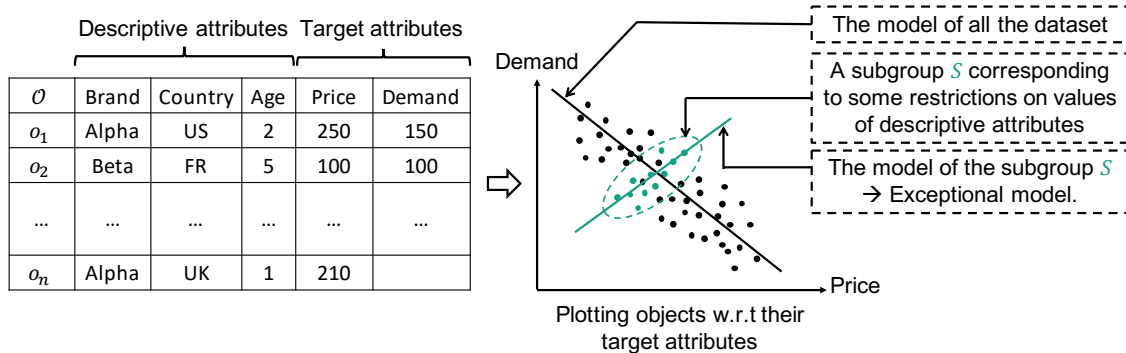 Descriptive attributes Target attributes
𝒪 Brand Country Age Price Demand
o₁ Alpha US 2 250 150
o₂ Beta FR 5 100 100
... ... ... ... ... ...
oₙ Alpha UK 1 210
Demand
Price
Plotting objects w.r.t their
target attributes
The model of all the dataset
A subgroup S corresponding
to some restrictions on values
of descriptive attributes
The model of the subgroup S
→ Exceptional model.